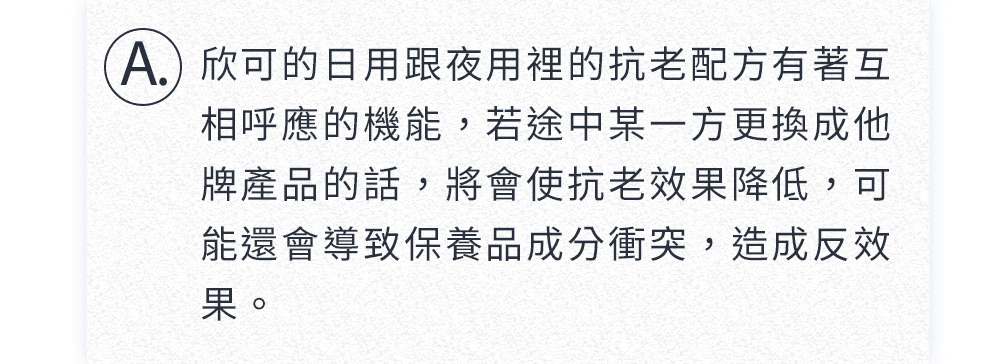 A. 欣可的日用跟夜用裡的抗老配方有著互
相呼應的機能，若途中某一方更換成他
牌產品的話，將會使抗老效果降低，可
能還會導致保養品成分衝突，造成反效
果。